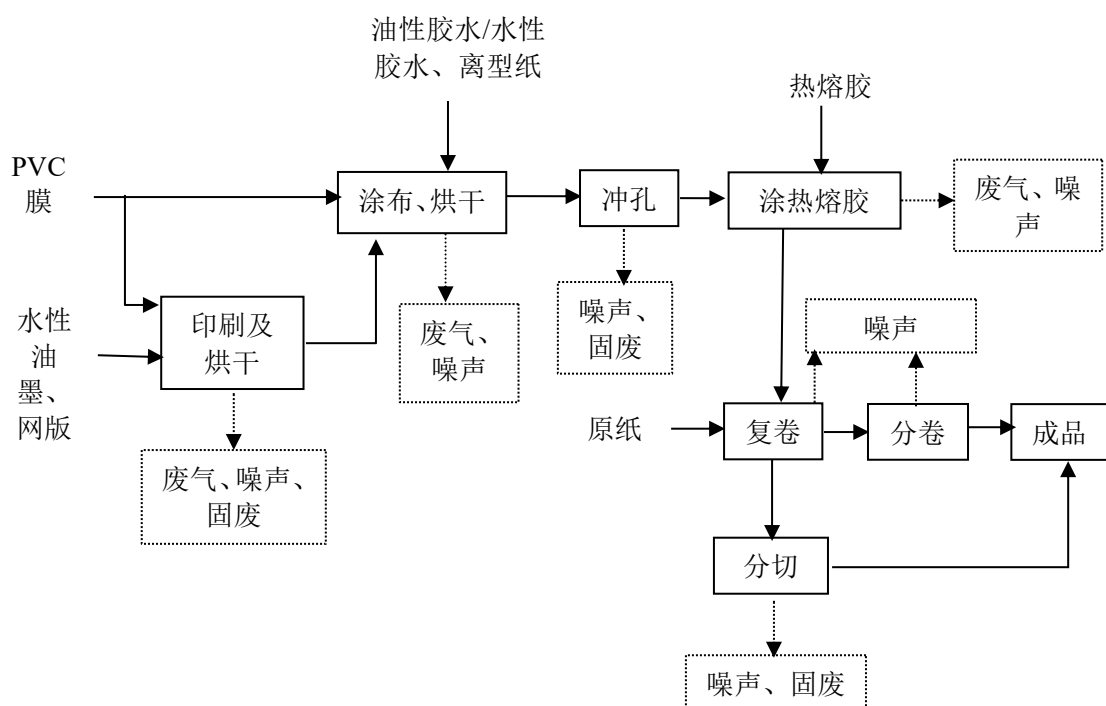 油性胶水/水性
胶水、离型纸
热熔胶
PVC
膜
涂布、烘干
冲孔
涂热熔胶
废气、噪
声
水性
油
墨、
网版
印刷及
烘干
废气、
噪声
噪声、
固废
噪声
原纸
复卷
分卷
成品
废气、噪声、
固废
分切
噪声、固废